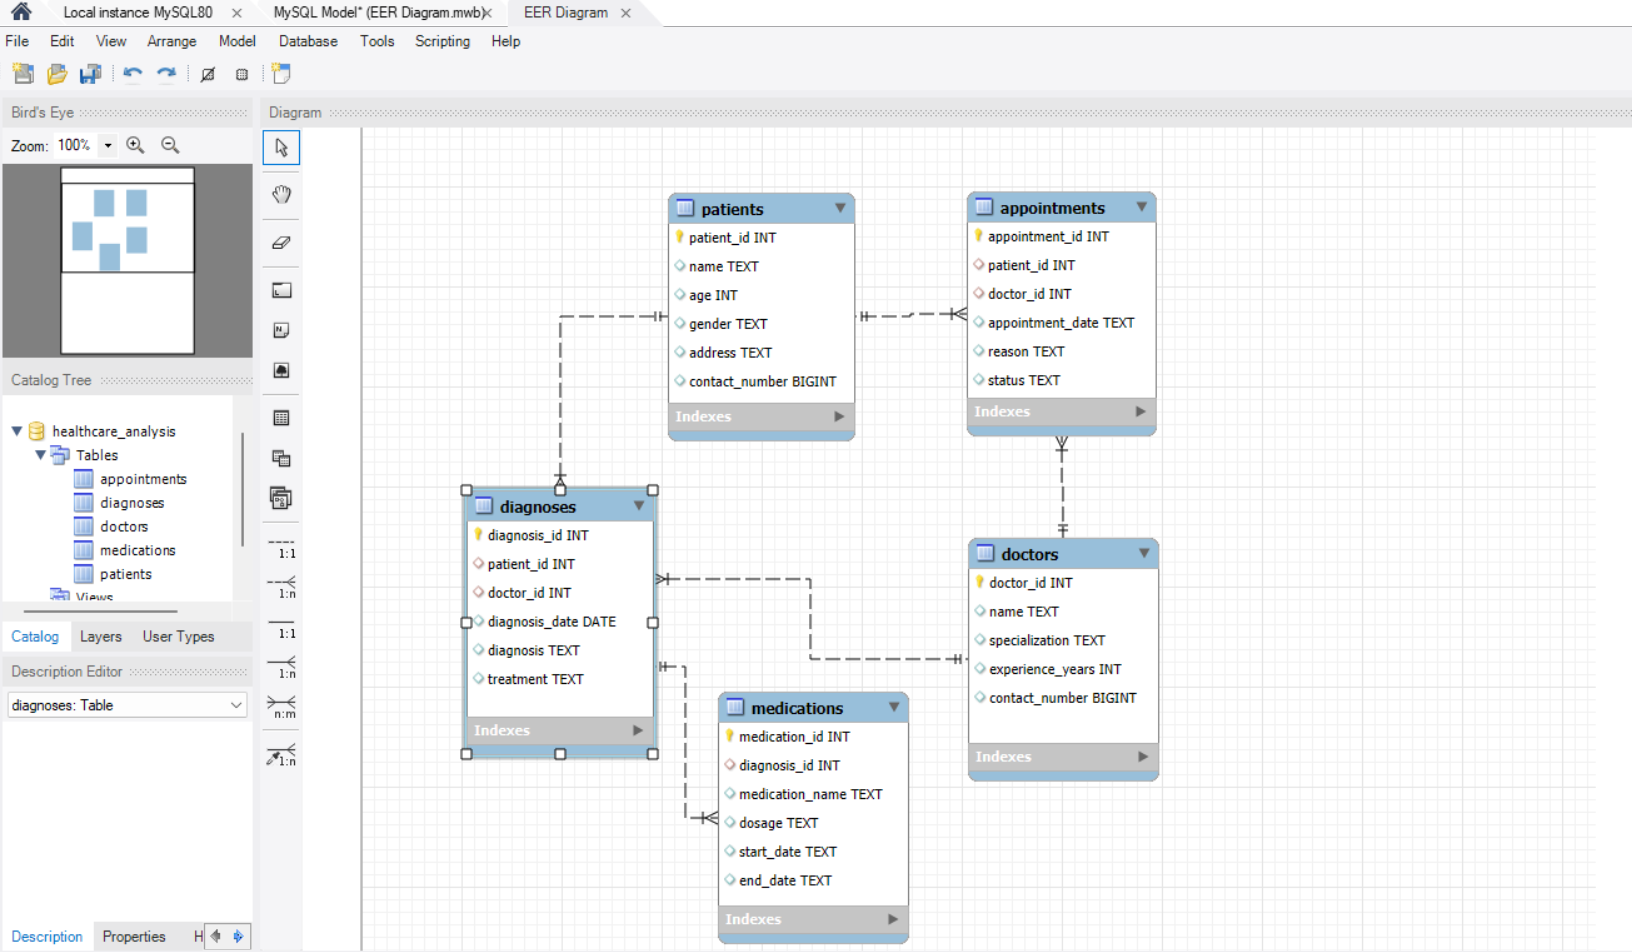 Local instance MySQL80
MySQL Model* (EER Diagram.mwb)
EER Diagram
File Edit View Arrange Model Database Tools Scripting Help
Bird's Eye
Zoom: 100%
Catalog Tree
healthcare_analysis
Tables
appointments
diagnoses
doctors
medications
patients
Views
Catalog Layers User Types
Description Editor
diagnoses: Table
Description Properties H
Diagram
1:1
1:n
1:1
1:n
n:m
1:n
patients
patient_id INT
name TEXT
age INT
gender TEXT
address TEXT
contact_number BIGINT
Indexes
appointments
appointment_id INT
patient_id INT
doctor_id INT
appointment_date TEXT
reason TEXT
status TEXT
Indexes
diagnoses
diagnosis_id INT
patient_id INT
doctor_id INT
diagnosis_date DATE
diagnosis TEXT
treatment TEXT
Indexes
doctors
doctor_id INT
name TEXT
specialization TEXT
experience_years INT
contact_number BIGINT
Indexes
medications
medication_id INT
diagnosis_id INT
medication_name TEXT
dosage TEXT
start_date TEXT
end_date TEXT
Indexes